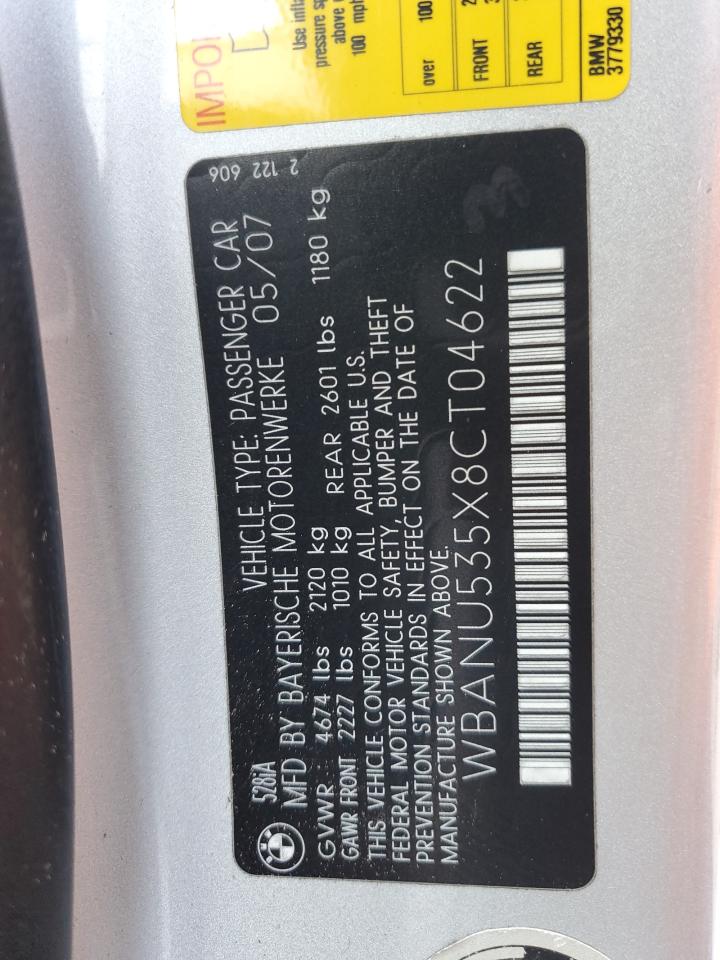 528iA
VEHICLE TYPE: PASSENGER CAR
MFD BY BAYERISCHE MOTORENWERKE 05/07
GVWR 4674 lbs 2120 kg
GAWR FRONT 2227 lbs 1010 kg REAR 2601 lbs 1180 kg
THIS VEHICLE CONFORMS TO ALL APPLICABLE U.S.
FEDERAL MOTOR VEHICLE SAFETY, BUMPER AND THEFT
PREVENTION STANDARDS IN EFFECT ON THE DATE OF
MANUFACTURE SHOWN ABOVE.
WBANU535X8CT04622
2 122 606
Use
pressure
above
100 mph
over 100
FRONT
REAR
BMW
3779330